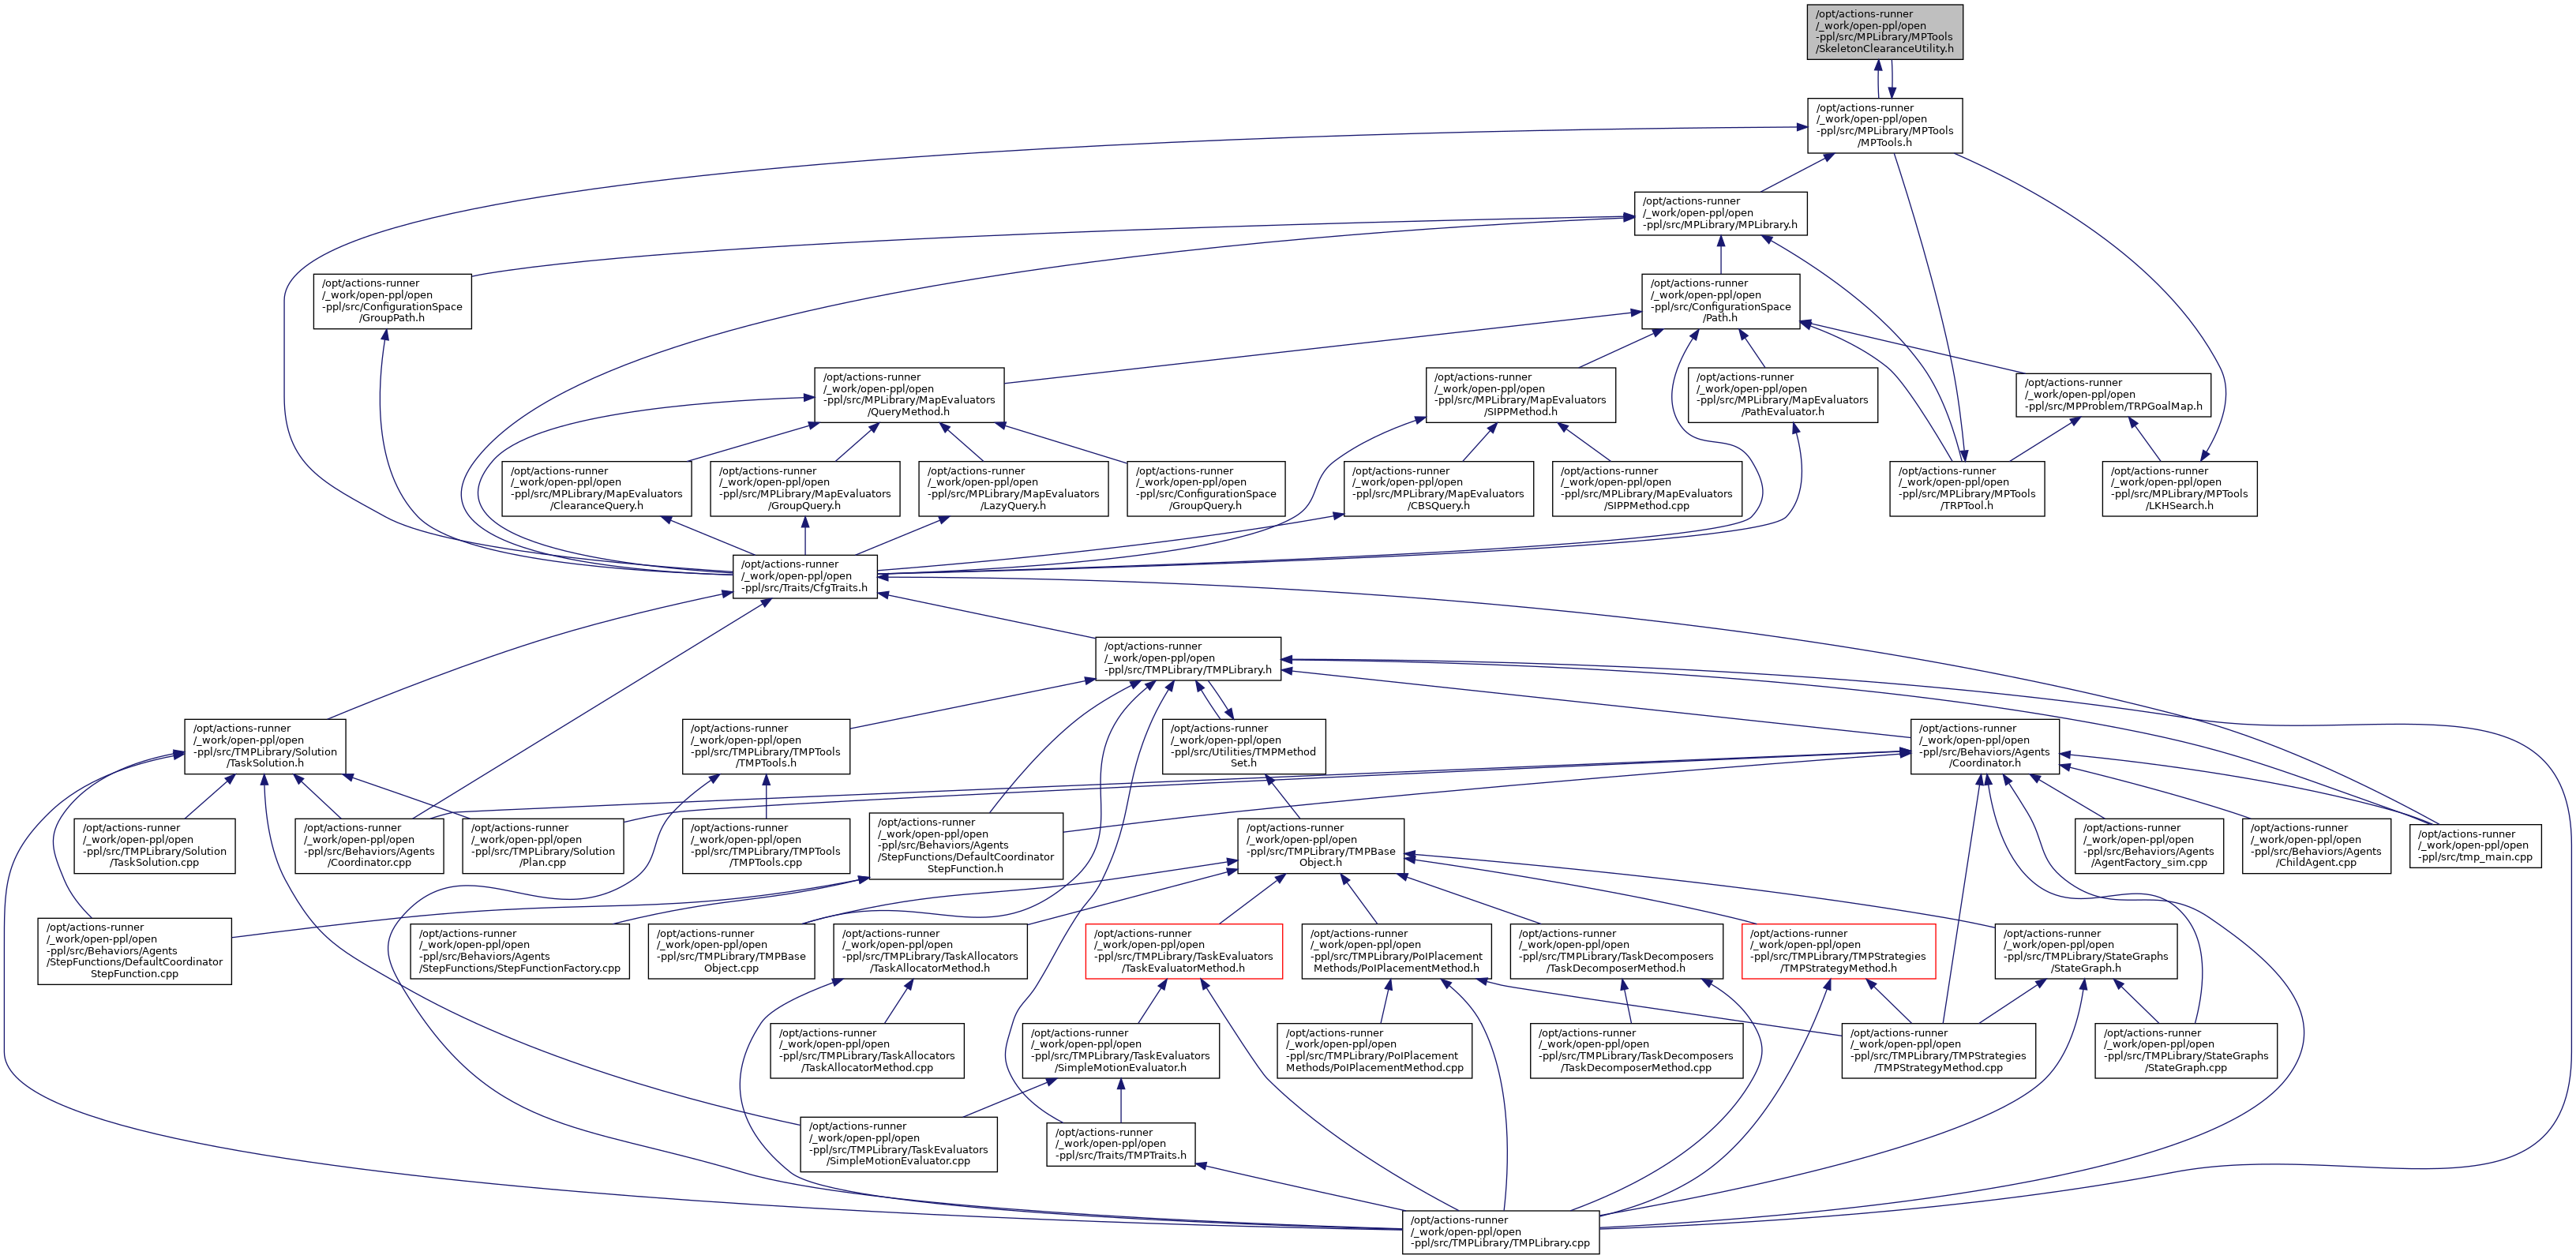 /opt/actions-runner
/_work/open-ppl/open
-ppl/src/MPLibrary/MPTools
/SkeletonClearanceUtility.h
/opt/actions-runner
/_work/open-ppl/open
-ppl/src/MPLibrary/MPTools
/MPTools.h
/opt/actions-runner
/_work/open-ppl/open
-ppl/src/MPLibrary/MPLibrary.h
/opt/actions-runner
/_work/open-ppl/open
-ppl/src/ConfigurationSpace
/GroupPath.h
/opt/actions-runner
/_work/open-ppl/open
-ppl/src/ConfigurationSpace
/Path.h
/opt/actions-runner
/_work/open-ppl/open
-ppl/src/MPLibrary/MapEvaluators
/QueryMethod.h
/opt/actions-runner
/_work/open-ppl/open
-ppl/src/MPLibrary/MapEvaluators
/SIPPMethod.h
/opt/actions-runner
/_work/open-ppl/open
-ppl/src/MPLibrary/MapEvaluators
/PathEvaluator.h
/opt/actions-runner
/_work/open-ppl/open
-ppl/src/MPProblem/TRPGoalMap.h
/opt/actions-runner
/_work/open-ppl/open
-ppl/src/MPLibrary/MapEvaluators
/ClearanceQuery.h
/opt/actions-runner
/_work/open-ppl/open
-ppl/src/MPLibrary/MapEvaluators
/GroupQuery.h
/opt/actions-runner
/_work/open-ppl/open
-ppl/src/MPLibrary/MapEvaluators
/LazyQuery.h
/opt/actions-runner
/_work/open-ppl/open
-ppl/src/ConfigurationSpace
/GroupQuery.h
/opt/actions-runner
/_work/open-ppl/open
-ppl/src/MPLibrary/MapEvaluators
/CBSQuery.h
/opt/actions-runner
/_work/open-ppl/open
-ppl/src/MPLibrary/MapEvaluators
/SIPPMethod.cpp
/opt/actions-runner
/_work/open-ppl/open
-ppl/src/MPLibrary/MPTools
/TRPTool.h
/opt/actions-runner
/_work/open-ppl/open
-ppl/src/MPLibrary/MPTools
/LKHSearch.h
/opt/actions-runner
/_work/open-ppl/open
-ppl/src/Traits/CfgTraits.h
/opt/actions-runner
/_work/open-ppl/open
-ppl/src/TMPLibrary/TMPLibrary.h
/opt/actions-runner
/_work/open-ppl/open
-ppl/src/TMPLibrary/Solution
/TaskSolution.h
/opt/actions-runner
/_work/open-ppl/open
-ppl/src/TMPLibrary/TMPTools
/TMPTools.h
/opt/actions-runner
/_work/open-ppl/open
-ppl/src/Utilities/TMPMethod
Set.h
/opt/actions-runner
/_work/open-ppl/open
-ppl/src/Behaviors/Agents
/Coordinator.h
/opt/actions-runner
/_work/open-ppl/open
-ppl/src/TMPLibrary/Solution
/TaskSolution.cpp
/opt/actions-runner
/_work/open-ppl/open
-ppl/src/Behaviors/Agents
/Coordinator.cpp
/opt/actions-runner
/_work/open-ppl/open
-ppl/src/TMPLibrary/Solution
/Plan.cpp
/opt/actions-runner
/_work/open-ppl/open
-ppl/src/TMPLibrary/TMPTools
/TMPTools.cpp
/opt/actions-runner
/_work/open-ppl/open
-ppl/src/Behaviors/Agents
/StepFunctions/DefaultCoordinator
StepFunction.h
/opt/actions-runner
/_work/open-ppl/open
-ppl/src/TMPLibrary/TMPBase
Object.h
/opt/actions-runner
/_work/open-ppl/open
-ppl/src/Behaviors/Agents
/AgentFactory_sim.cpp
/opt/actions-runner
/_work/open-ppl/open
-ppl/src/Behaviors/Agents
/ChildAgent.cpp
/opt/actions-runner
/_work/open-ppl/open
-ppl/src/tmp_main.cpp
/opt/actions-runner
/_work/open-ppl/open
-ppl/src/Behaviors/Agents
/StepFunctions/DefaultCoordinator
StepFunction.cpp
/opt/actions-runner
/_work/open-ppl/open
-ppl/src/Behaviors/Agents
/StepFunctions/StepFunctionFactory.cpp
/opt/actions-runner
/_work/open-ppl/open
-ppl/src/TMPLibrary/TMPBase
Object.cpp
/opt/actions-runner
/_work/open-ppl/open
-ppl/src/TMPLibrary/TaskAllocators
/TaskAllocatorMethod.h
/opt/actions-runner
/_work/open-ppl/open
-ppl/src/TMPLibrary/TaskEvaluators
/TaskEvaluatorMethod.h
/opt/actions-runner
/_work/open-ppl/open
-ppl/src/TMPLibrary/PoIPlacement
Methods/PoIPlacementMethod.h
/opt/actions-runner
/_work/open-ppl/open
-ppl/src/TMPLibrary/TaskDecomposers
/TaskDecomposerMethod.h
/opt/actions-runner
/_work/open-ppl/open
-ppl/src/TMPLibrary/TMPStrategies
/TMPStrategyMethod.h
/opt/actions-runner
/_work/open-ppl/open
-ppl/src/TMPLibrary/StateGraphs
/StateGraph.h
/opt/actions-runner
/_work/open-ppl/open
-ppl/src/TMPLibrary/TaskAllocators
/TaskAllocatorMethod.cpp
/opt/actions-runner
/_work/open-ppl/open
-ppl/src/TMPLibrary/TaskEvaluators
/SimpleMotionEvaluator.h
/opt/actions-runner
/_work/open-ppl/open
-ppl/src/TMPLibrary/PoIPlacement
Methods/PoIPlacementMethod.cpp
/opt/actions-runner
/_work/open-ppl/open
-ppl/src/TMPLibrary/TaskDecomposers
/TaskDecomposerMethod.cpp
/opt/actions-runner
/_work/open-ppl/open
-ppl/src/TMPLibrary/TMPStrategies
/TMPStrategyMethod.cpp
/opt/actions-runner
/_work/open-ppl/open
-ppl/src/TMPLibrary/StateGraphs
/StateGraph.cpp
/opt/actions-runner
/_work/open-ppl/open
-ppl/src/TMPLibrary/TaskEvaluators
/SimpleMotionEvaluator.cpp
/opt/actions-runner
/_work/open-ppl/open
-ppl/src/Traits/TMPTraits.h
/opt/actions-runner
/_work/open-ppl/open
-ppl/src/TMPLibrary/TMPLibrary.cpp